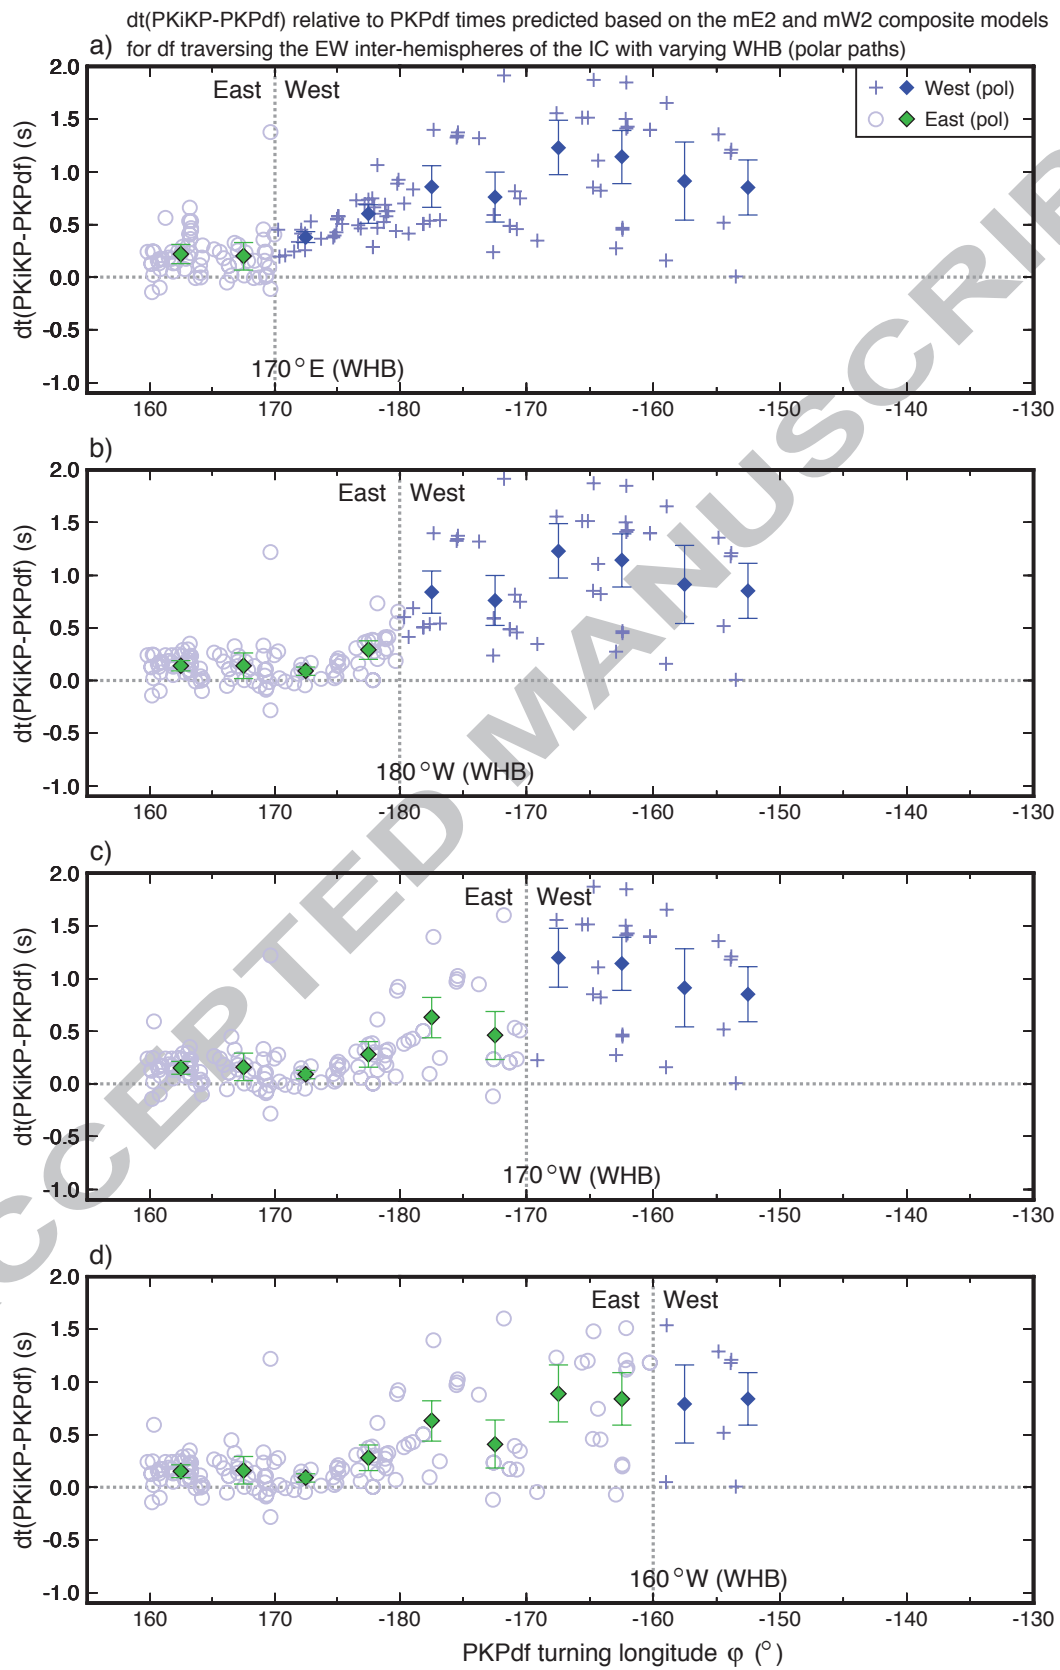 dt(PKiKP-PKPdf) relative to PKPdf times predicted based on the mE2 and mW2 composite models
for df traversing the EW inter-hemispheres of the IC with varying WHB (polar paths)
a)
East West
West (pol)
East (pol)
dt(PKiKP-PKPdf) (s)
2.0
1.5
1.0
0.5
0.0
-0.5
-1.0
170°E (WHB)
160 170 -180 -170 -160 -150 -140 -130
b)
East West
dt(PKiKP-PKPdf) (s)
2.0
1.5
1.0
0.5
0.0
-0.5
-1.0
180°W (WHB)
160 170 -180 -170 -160 -150 -140 -130
c)
East West
dt(PKiKP-PKPdf) (s)
2.0
1.5
1.0
0.5
0.0
-0.5
-1.0
170°W (WHB)
160 170 -180 -170 -160 -150 -140 -130
d)
East West
dt(PKiKP-PKPdf) (s)
2.0
1.5
1.0
0.5
0.0
-0.5
-1.0
160°W (WHB)
160 170 -180 -170 -160 -150 -140 -130
PKPdf turning longitude φ (°)
CCEPTED MANUSCRIP